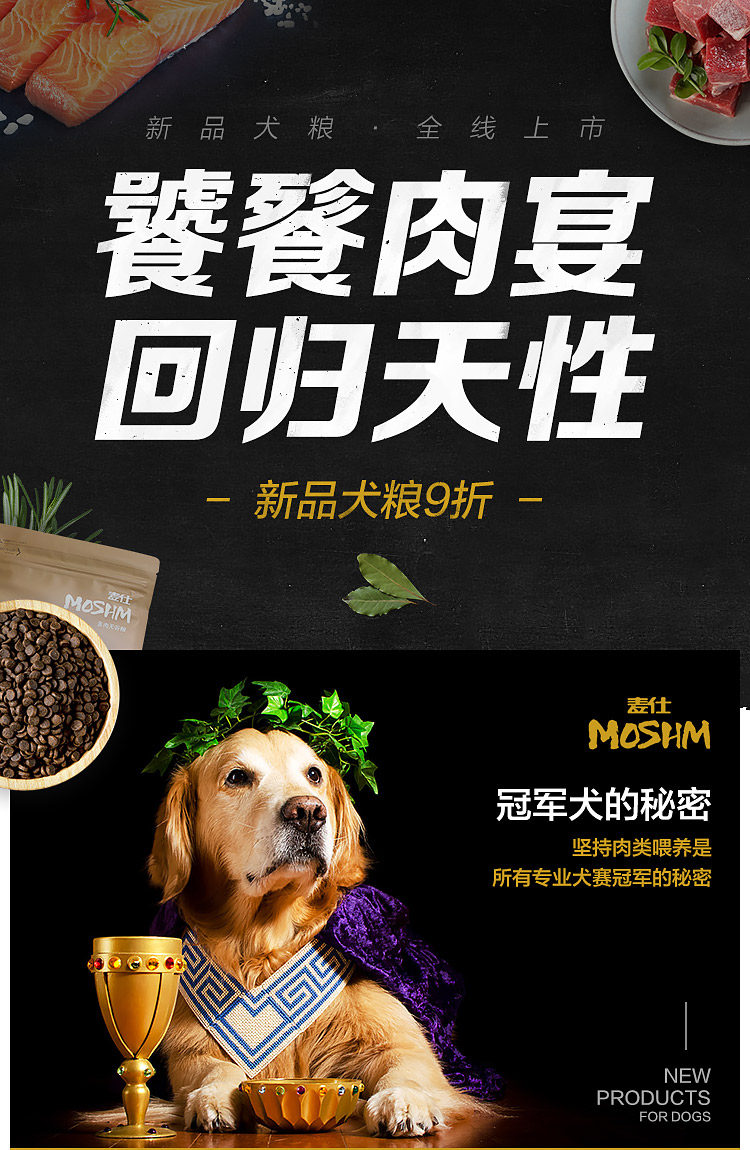 新品犬粮·全线上市
饕餮肉宴
回归天性
- 新品犬粮9折 -
麦仕
MOSHM
麦仕
MOSHM
冠军犬的秘密
坚持肉类喂养是
所有专业犬赛冠军的秘密
NEW
PRODUCTS
FOR DOGS